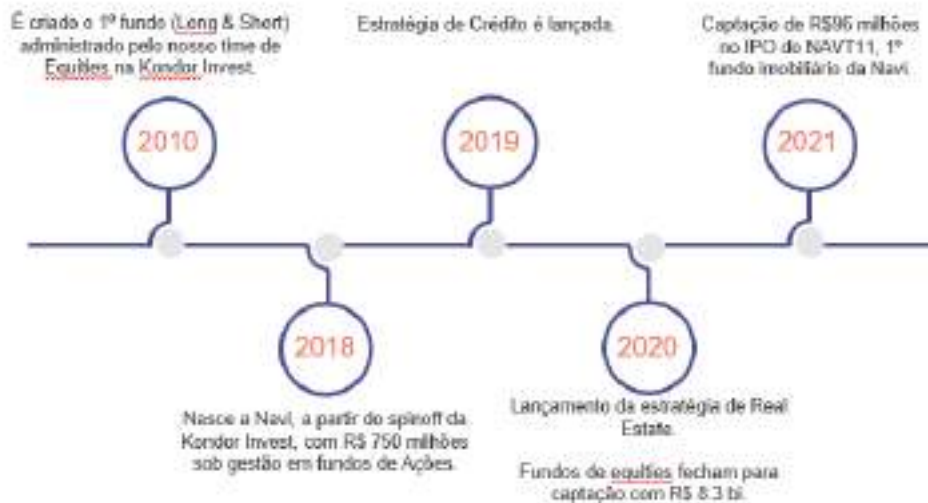 É criado o 1º fundo (Long & Short)
administrado pelo nosso time de
Equities na Kondor Invest.
2010
Nasce a Navi, a partir do spinoff da
Kondor Invest, com R$ 750 milhões
sob gestão em fundos de Ações.
2018
Estratégia de Crédito é lançada.
2019
2020
Lançamento da estratégia de Real
Estate.
Fundos de equities fecham para
captação com R$ 8.3 bi.
Captação de R$96 milhões
no IPO do NAVT11, 1º
fundo imobiliário da Navi.
2021